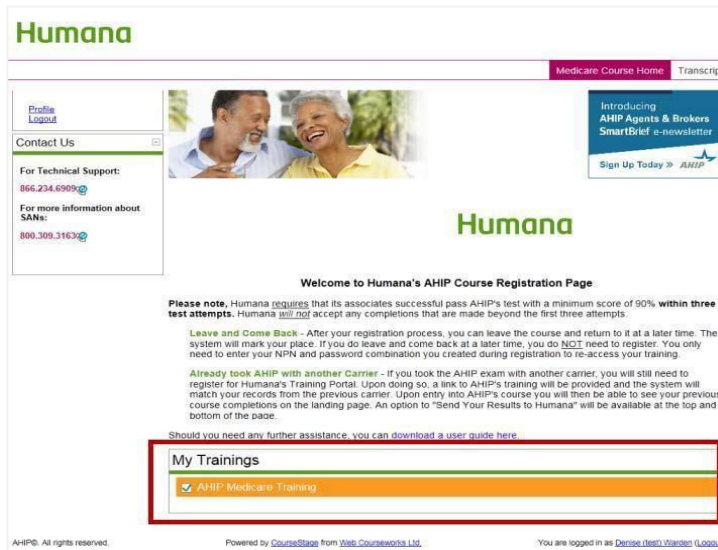 Humana
Medicare Course Home
Profile
Logout
Contact Us
For Technical Support:
866.234.6909
For more information about
SANs:
800.309.3163
Introducing
AHIP Agents & Brokers
SmartBrief e-newsletter
Sign Up Today » AHIP
Humana
Welcome to Humana's AHIP Course Registration Page
Please note, Humana requires that its associates successful pass AHIP's test with a minimum score of 90% within three
test attempts. Humana will not accept any completions that are made beyond the first three attempts.
Leave and Come Back - After your registration process, you can leave the course and return to it at a later time. The
system will mark your place. If you do leave and come back at a later time, you do NOT need to register. You only
need to enter your NPN and password combination you created during registration to re-access your training.
Already took AHIP with another Carrier - If you took the AHIP exam with another carrier, you will still need to
register for Humana's Training Portal. Upon doing so, a link to AHIP's training will be provided and the system will
match your records from the previous carrier. Upon entry into AHIP's course you will then be able to see your previous
course completions on the landing page. An option to "Send Your Results to Humana" will be available at the top and
bottom of the page.
Should you need any further assistance, you can download a user guide here.
My Trainings
AHIP Medicare Training
AHIP©. All rights reserved.
Powered by CourseStage from Web Courseworks Ltd.
You are logged in as Denise (test) Warden